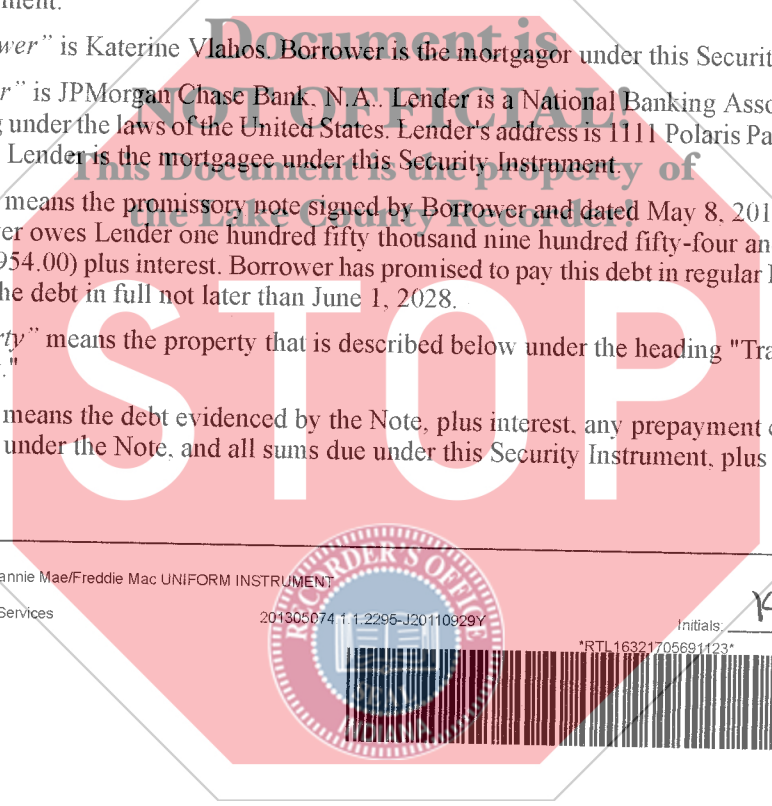 ment.
Document is
wer” is Katerine Vlahos. Borrower is the mortgagor under this Securit
NOT OFFICIAL!
r” is JPMorgan Chase Bank, N.A.. Lender is a National Banking Asso
g under the laws of the United States. Lender's address is 1111 Polaris Pa
Lender is the mortgagee under this Security Instrument.
This Document is the property of
the Lake County Recorder!
means the promissory note signed by Borrower and dated May 8, 201
er owes Lender one hundred fifty thousand nine hundred fifty-four an
954.00) plus interest. Borrower has promised to pay this debt in regular
he debt in full not later than June 1, 2028.
STOP
rty” means the property that is described below under the heading "Tra
."
means the debt evidenced by the Note, plus interest, any prepayment
under the Note, and all sums due under this Security Instrument, plus
annie Mae/Freddie Mac UNIFORM INSTRUMENT
Services
201305074.1.1.2295-J20110929Y
Initials:
*RTL16321705691123*
RECORDER'S OFFICE
SEAL
INDIANA